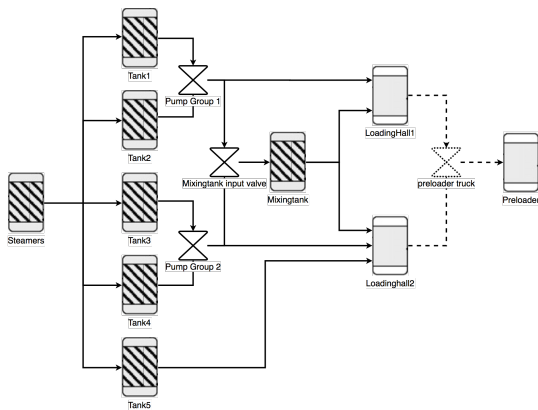 Tank1
Pump Group 1
Tank2
LoadingHall1
Mixingtank input valve
Mixingtank
preloader truck
Preloader
Steamers
Tank3
Pump Group 2
Tank4
Loadinghall2
Tank5